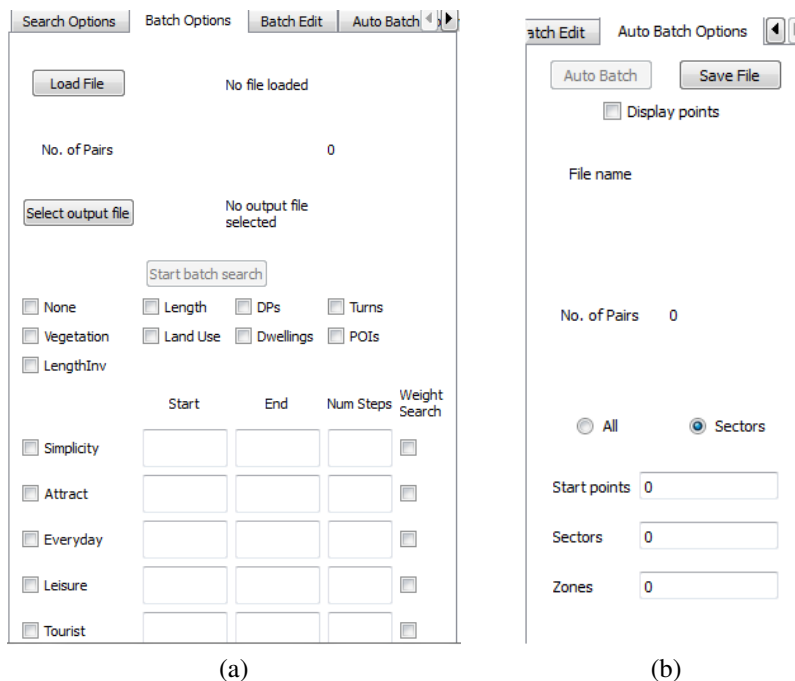 Search Options Batch Options Batch Edit Auto Batch
Load File No file loaded
No. of Pairs 0
Select output file No output file
selected
Start batch search
None Length DPs Turns
Vegetation Land Use Dwellings POIs
LengthInv
Start End Num Steps Weight
Search
Simplicity
Attract
Everyday
Leisure
Tourist
(a)
atch Edit Auto Batch Options
Auto Batch Save File
Display points
File name
No. of Pairs 0
All Sectors
Start points 0
Sectors 0
Zones 0
(b)